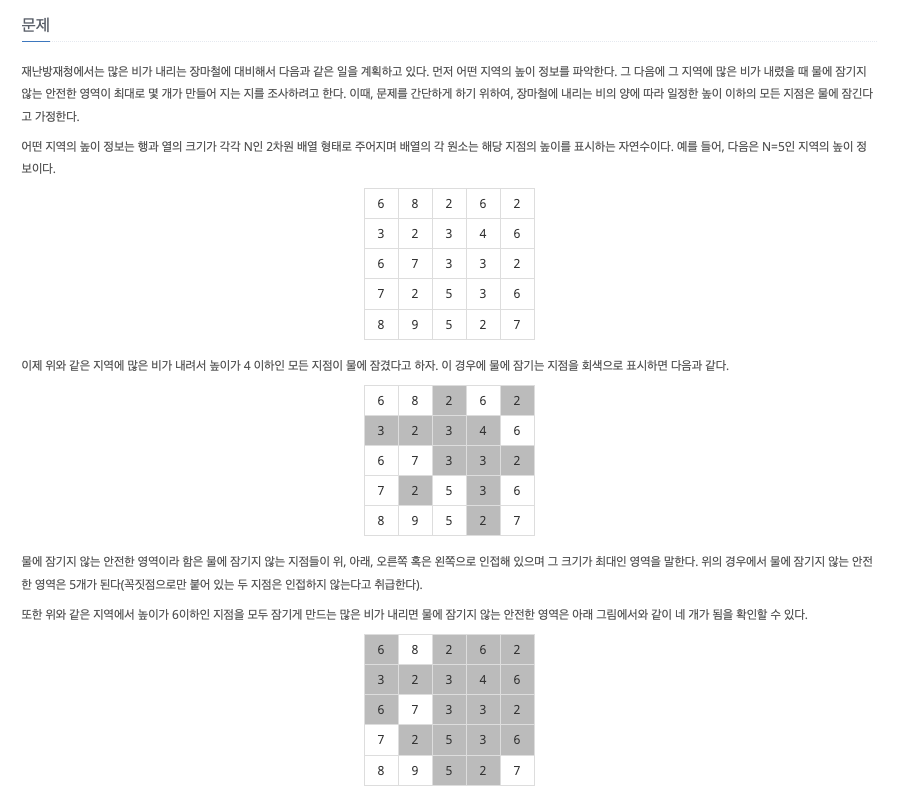 문제
재난방재청에서는 많은 비가 내리는 장마철에 대비해서 다음과 같은 일을 계획하고 있다. 먼저 어떤 지역의 높이 정보를 파악한다. 그 다음에 그 지역에 많은 비가 내렸을 때 물에 잠기지
않는 안전한 영역이 최대로 몇 개가 만들어 지는 지를 조사하려고 한다. 이때, 문제를 간단하게 하기 위하여, 장마철에 내리는 비의 양에 따라 일정한 높이 이하의 모든 지점은 물에 잠긴다
고 가정한다.
어떤 지역의 높이 정보는 행과 열의 크기가 각각 N인 2차원 배열 형태로 주어지며 배열의 각 원소는 해당 지점의 높이를 표시하는 자연수이다. 예를 들어, 다음은 N=5인 지역의 높이 정
보이다.
6 8 2 6 2
3 2 3 4 6
6 7 3 3 2
7 2 5 3 6
8 9 5 2 7
이제 위와 같은 지역에 많은 비가 내려서 높이가 4 이하인 모든 지점이 물에 잠겼다고 하자. 이 경우에 물에 잠기는 지점을 회색으로 표시하면 다음과 같다.
6 8 2 6 2
3 2 3 4 6
6 7 3 3 2
7 2 5 3 6
8 9 5 2 7
물에 잠기지 않는 안전한 영역이라 함은 물에 잠기지 않는 지점들이 위, 아래, 오른쪽 혹은 왼쪽으로 인접해 있으며 그 크기가 최대인 영역을 말한다. 위의 경우에서 물에 잠기지 않는 안전
한 영역은 5개가 된다(꼭짓점으로만 붙어 있는 두 지점은 인접하지 않는다고 취급한다).
또한 위와 같은 지역에서 높이가 6이하인 지점을 모두 잠기게 만드는 많은 비가 내리면 물에 잠기지 않는 안전한 영역은 아래 그림에서와 같이 네 개가 됨을 확인할 수 있다.
6 8 2 6 2
3 2 3 4 6
6 7 3 3 2
7 2 5 3 6
8 9 5 2 7